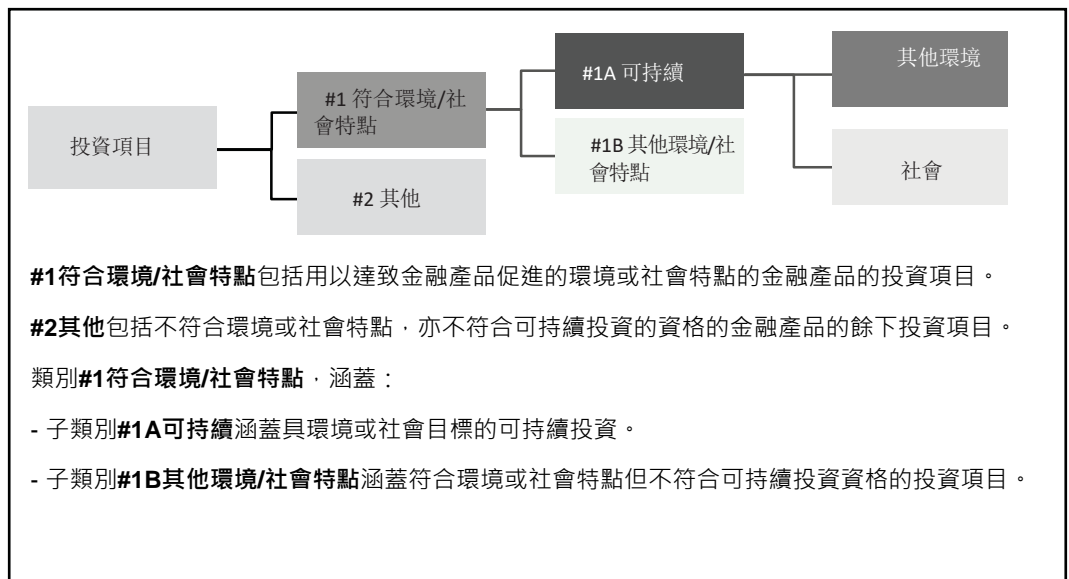 投資項目
#1 符合環境/社
會特點
#2 其他
#1A 可持續
#1B 其他環境/社
會特點
其他環境
社會
#1符合環境/社會特點包括用以達致金融產品促進的環境或社會特點的金融產品的投資項目。
#2其他包括不符合環境或社會特點，亦不符合可持續投資的資格的金融產品的餘下投資項目。
類別#1符合環境/社會特點，涵蓋：
- 子類別#1A可持續涵蓋具環境或社會目標的可持續投資。
- 子類別#1B其他環境/社會特點涵蓋符合環境或社會特點但不符合可持續投資資格的投資項目。